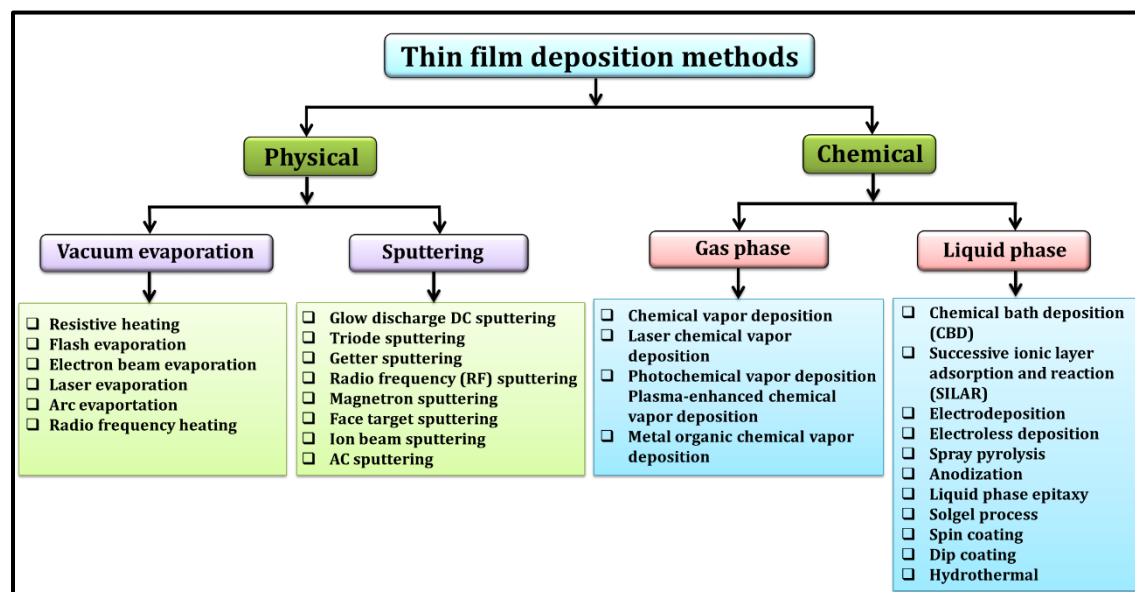 Thin film deposition methods
Physical
Chemical
Vacuum evaporation
Sputtering
Gas phase
Liquid phase
Resistive heating
Flash evaporation
Electron beam evaporation
Laser evaporation
Arc evaportation
Radio frequency heating
Glow discharge DC sputtering
Triode sputtering
Getter sputtering
Radio frequency (RF) sputtering
Magnetron sputtering
Face target sputtering
Ion beam sputtering
AC sputtering
Chemical vapor deposition
Laser chemical vapor
deposition
Photochemical vapor deposition
Plasma-enhanced chemical
vapor deposition
Metal organic chemical vapor
deposition
Chemical bath deposition
(CBD)
Successive ionic layer
adsorption and reaction
(SILAR)
Electrodeposition
Electroless deposition
Spray pyrolysis
Anodization
Liquid phase epitaxy
Solgel process
Spin coating
Dip coating
Hydrothermal